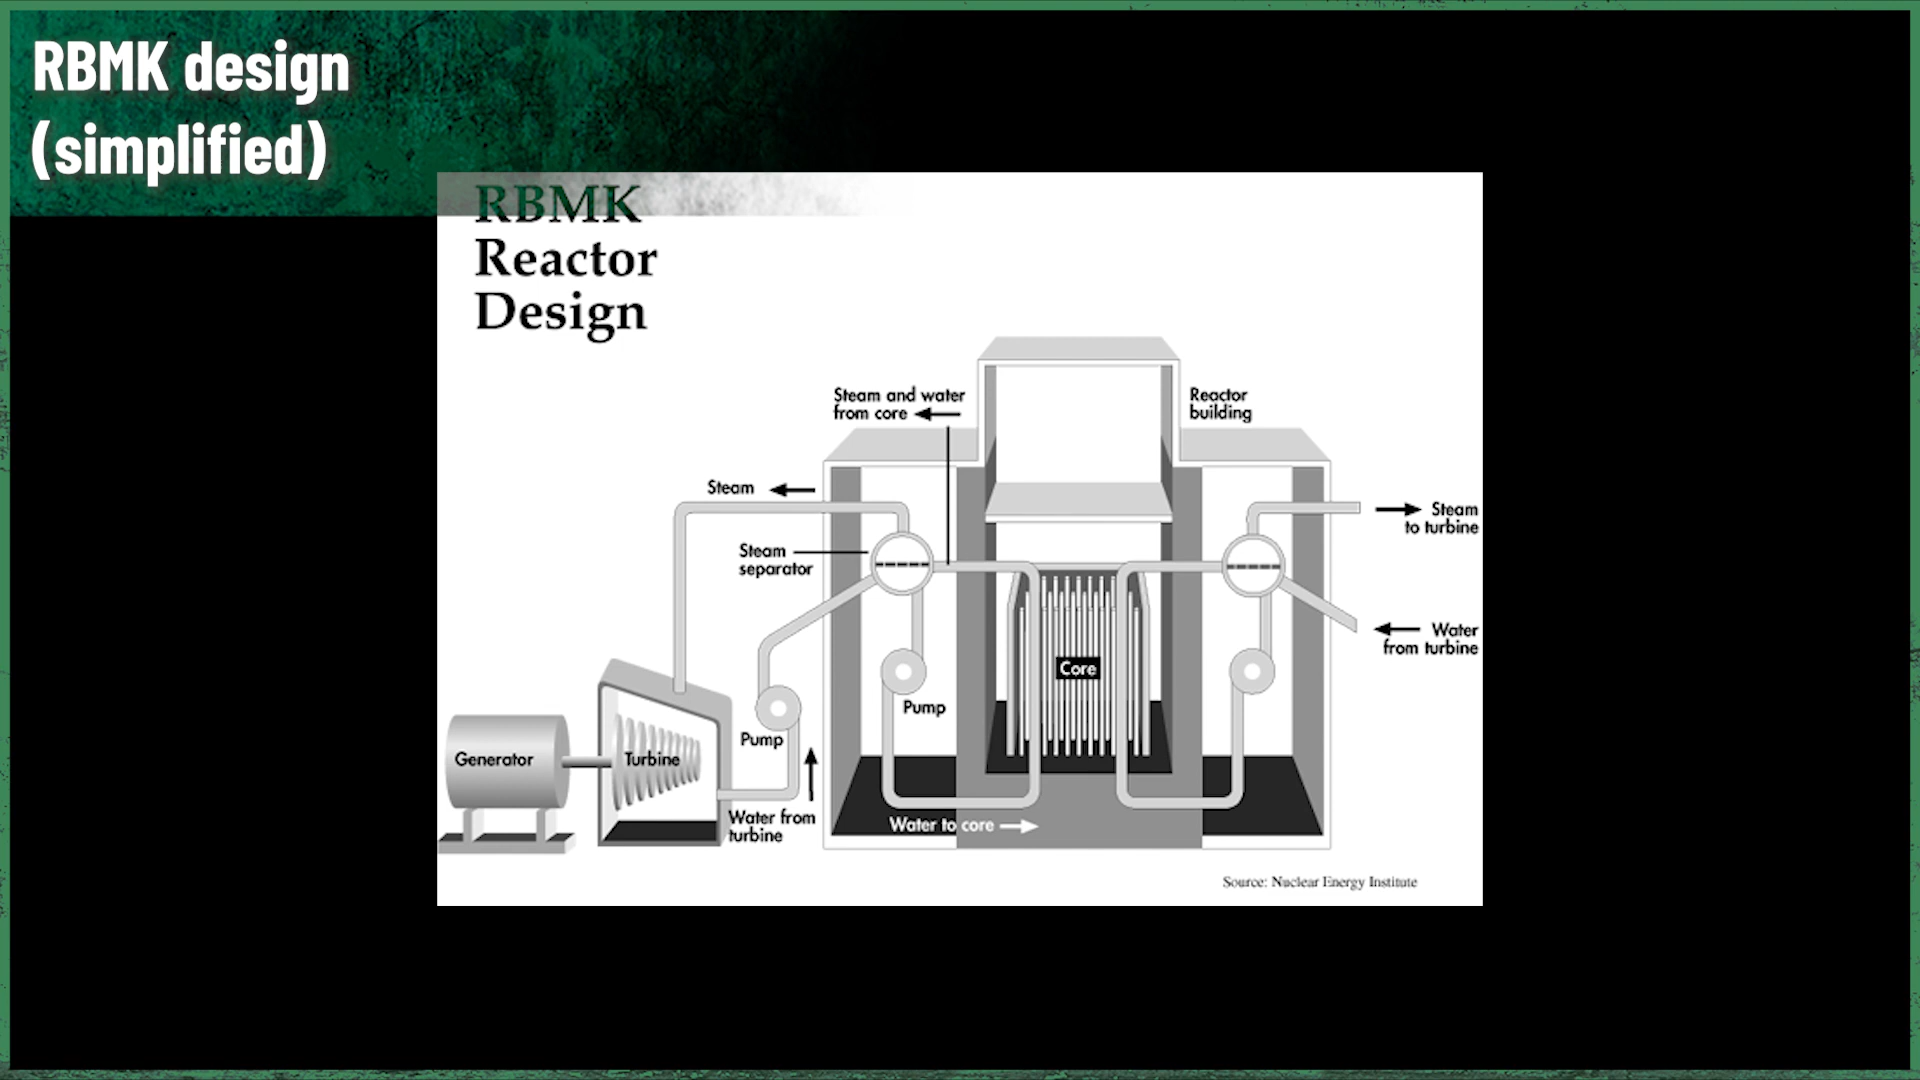 RBMK design
(simplified)
RBMK
Reactor
Design
Steam and water
from core
Reactor
building
Steam
Steam
to turbine
Steam
separator
Water
from turbine
Core
Pump
Pump
Generator
Turbine
Water from
turbine
Water to core
Source: Nuclear Energy Institute